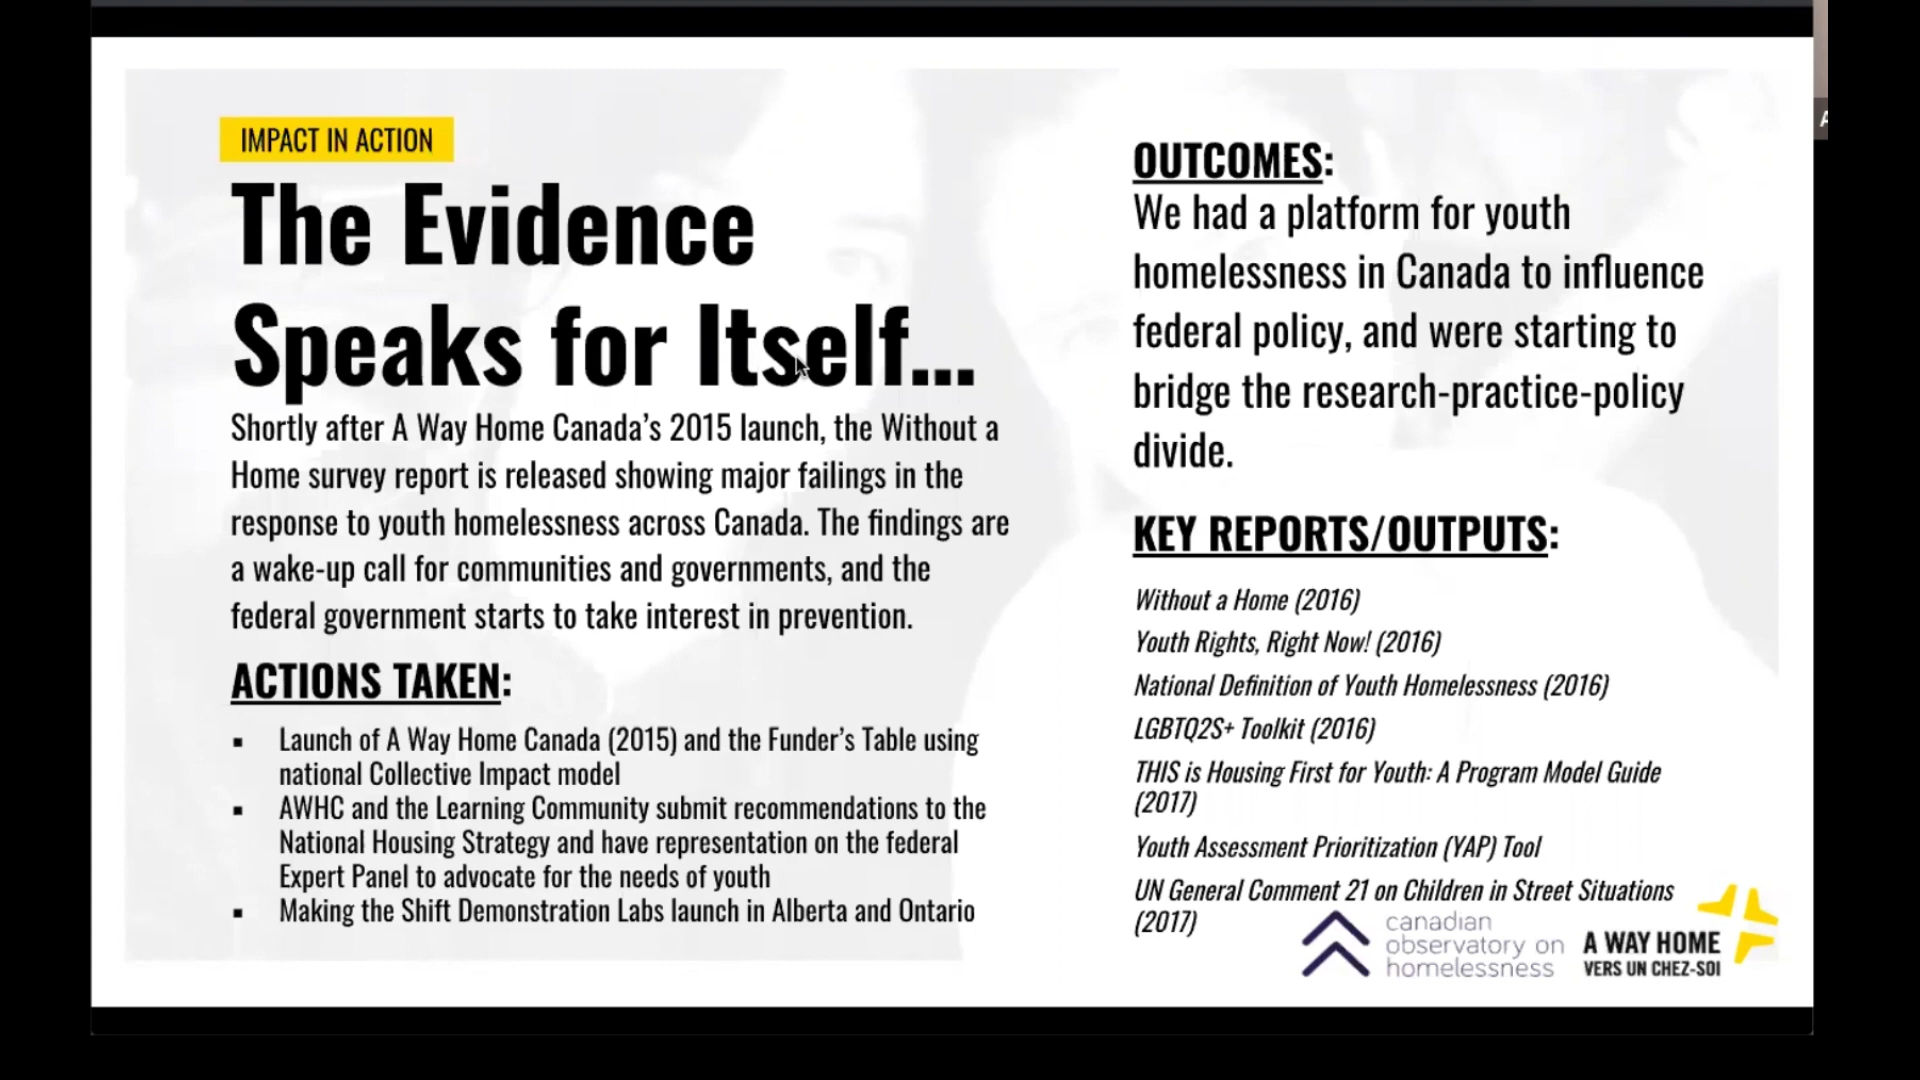 IMPACT IN ACTION
The Evidence
Speaks for Itself...
Shortly after A Way Home Canada’s 2015 launch, the Without a
Home survey report is released showing major failings in the
response to youth homelessness across Canada. The findings are
a wake-up call for communities and governments, and the
federal government starts to take interest in prevention.
ACTIONS TAKEN:
▪ Launch of A Way Home Canada (2015) and the Funder’s Table using
national Collective Impact model
▪ AWHC and the Learning Community submit recommendations to the
National Housing Strategy and have representation on the federal
Expert Panel to advocate for the needs of youth
▪ Making the Shift Demonstration Labs launch in Alberta and Ontario
OUTCOMES:
We had a platform for youth
homelessness in Canada to influence
federal policy, and were starting to
bridge the research-practice-policy
divide.
KEY REPORTS/OUTPUTS:
Without a Home (2016)
Youth Rights, Right Now! (2016)
National Definition of Youth Homelessness (2016)
LGBTQ2S+ Toolkit (2016)
THIS is Housing First for Youth: A Program Model Guide
(2017)
Youth Assessment Prioritization (YAP) Tool
UN General Comment 21 on Children in Street Situations
(2017)
canadian
observatory on
homelessness
A WAY HOME
VERS UN CHEZ-SOI